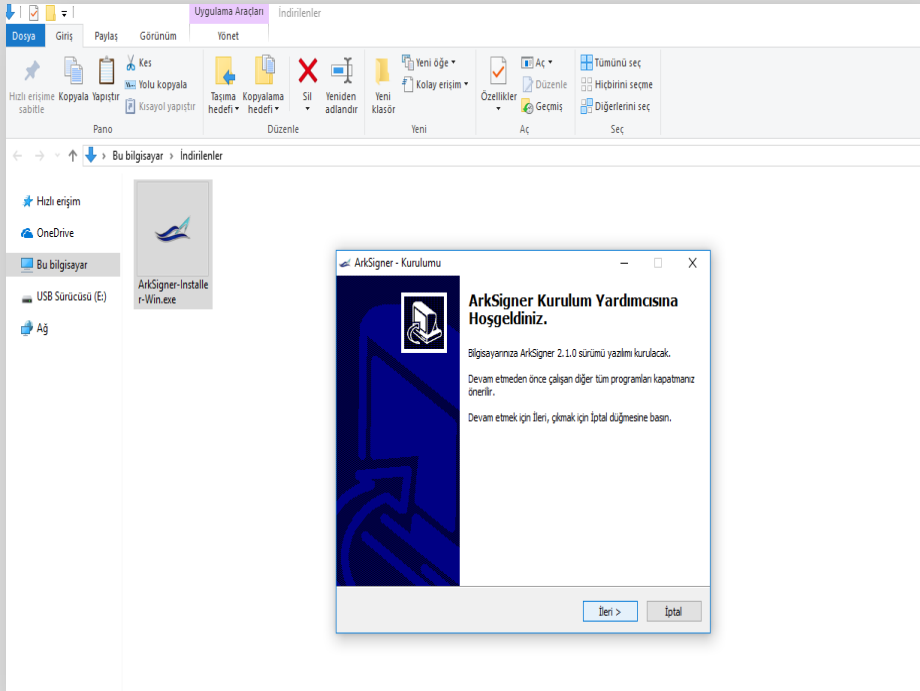 Uygulama Araçları
İndirilenler
Dosya
Giriş
Paylaş
Görünüm
Yönet
Hızlı erişime
sabitle
Kopyala
Yapıştır
Kes
Yolu kopyala
Kısayol yapıştır
Pano
Taşıma
hedefi
Kopyalama
hedefi
Sil
Yeniden
adlandır
Düzenle
Yeni
klasör
Yeni öğe
Kolay erişim
Yeni
Özellikler
Aç
Düzenle
Geçmiş
Aç
Tümünü seç
Hiçbirini seçme
Diğerlerini seç
Seç
Bu bilgisayar > İndirilenler
Hızlı erişim
OneDrive
Bu bilgisayar
USB Sürücüsü (E:)
Ağ
ArkSigner-Installe
r-Win.exe
ArkSigner - Kurulumu
ArkSigner Kurulum Yardımcısına
Hoşgeldiniz.
Bilgisayarınıza ArkSigner 2.1.0 sürümü yazılımı kurulacak.
Devam etmeden önce çalışan diğer tüm programları kapatmanız
önerilir.
Devam etmek için İleri, çıkmak için İptal düğmesine basın.
İleri >
İptal